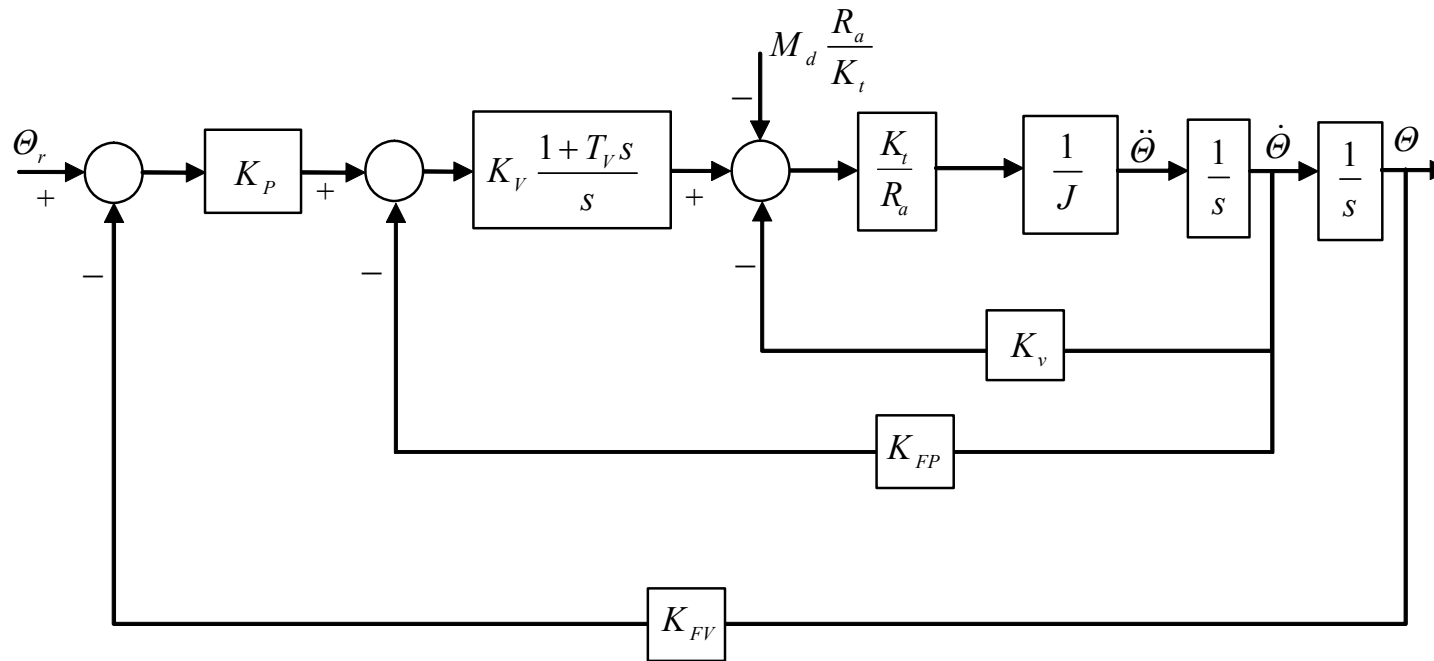 M_d R_a/K_t
−
Θ_r
+
−
K_P
+
−
K_V (1 + T_V s)/s
+
−
K_t/R_a
1/J
Θ̈
1/s
Θ̇
1/s
Θ
K_v
K_FP
K_FV